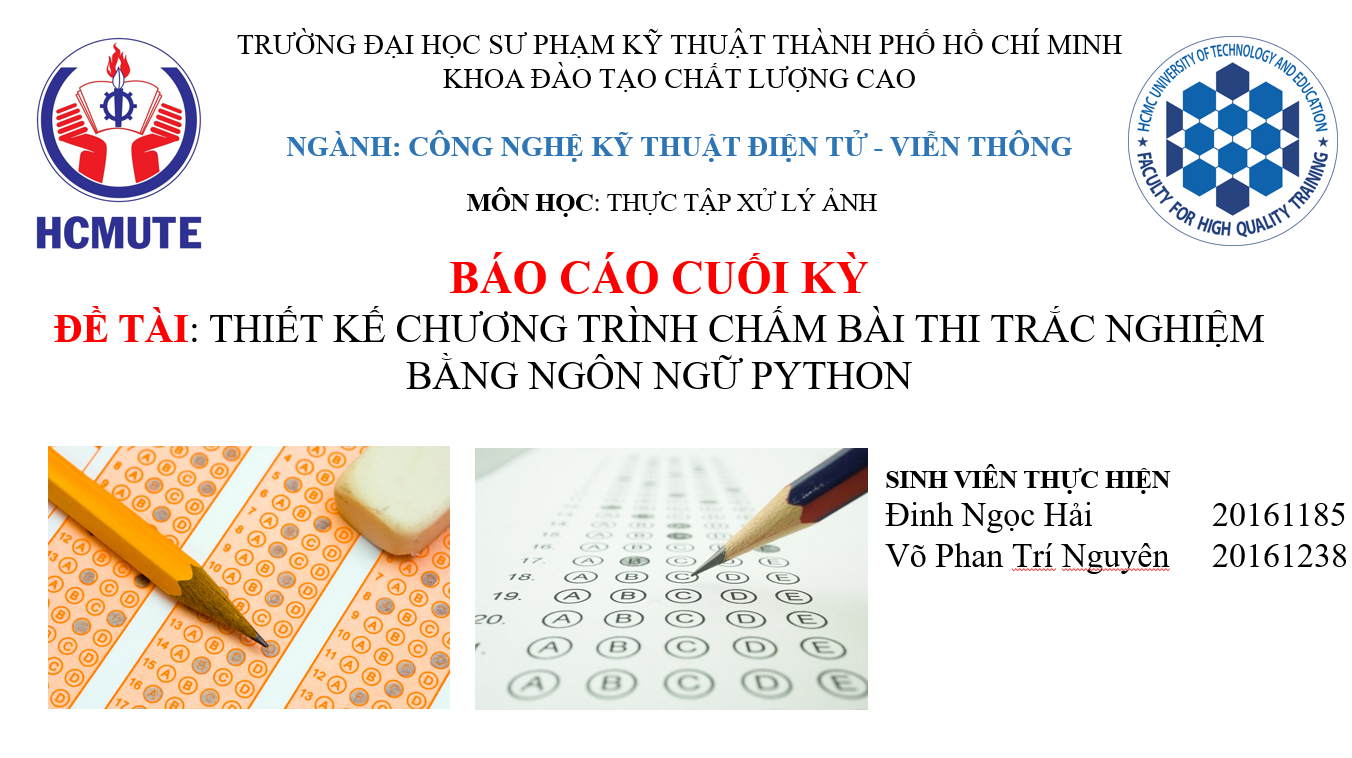 TRƯỜNG ĐẠI HỌC SƯ PHẠM KỸ THUẬT THÀNH PHỐ HỒ CHÍ MINH
KHOA ĐÀO TẠO CHẤT LƯỢNG CAO
NGÀNH: CÔNG NGHỆ KỸ THUẬT ĐIỆN TỬ - VIỄN THÔNG
MÔN HỌC: THỰC TẬP XỬ LÝ ẢNH
HCMUTE
HCMC UNIVERSITY OF TECHNOLOGY AND EDUCATION
FACULTY FOR HIGH QUALITY TRAINING
BÁO CÁO CUỐI KỲ
ĐỀ TÀI: THIẾT KẾ CHƯƠNG TRÌNH CHẤM BÀI THI TRẮC NGHIỆM
BẰNG NGÔN NGỮ PYTHON
SINH VIÊN THỰC HIỆN
Đinh Ngọc Hải 20161185
Võ Phan Trí Nguyên 20161238
17. A B C D E
18. A B C D E
19. A B C D E
20. A B C D E
A B C D E
A B C D E